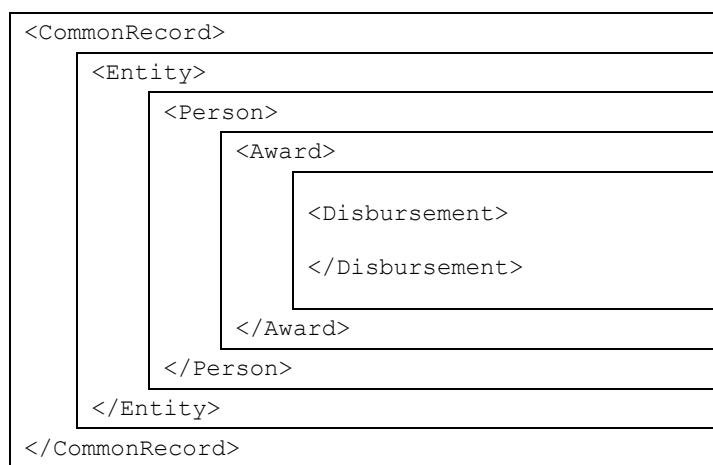 <CommonRecord>
<Entity>
<Person>
<Award>
<Disbursement>
</Disbursement>
</Award>
</Person>
</Entity>
</CommonRecord>